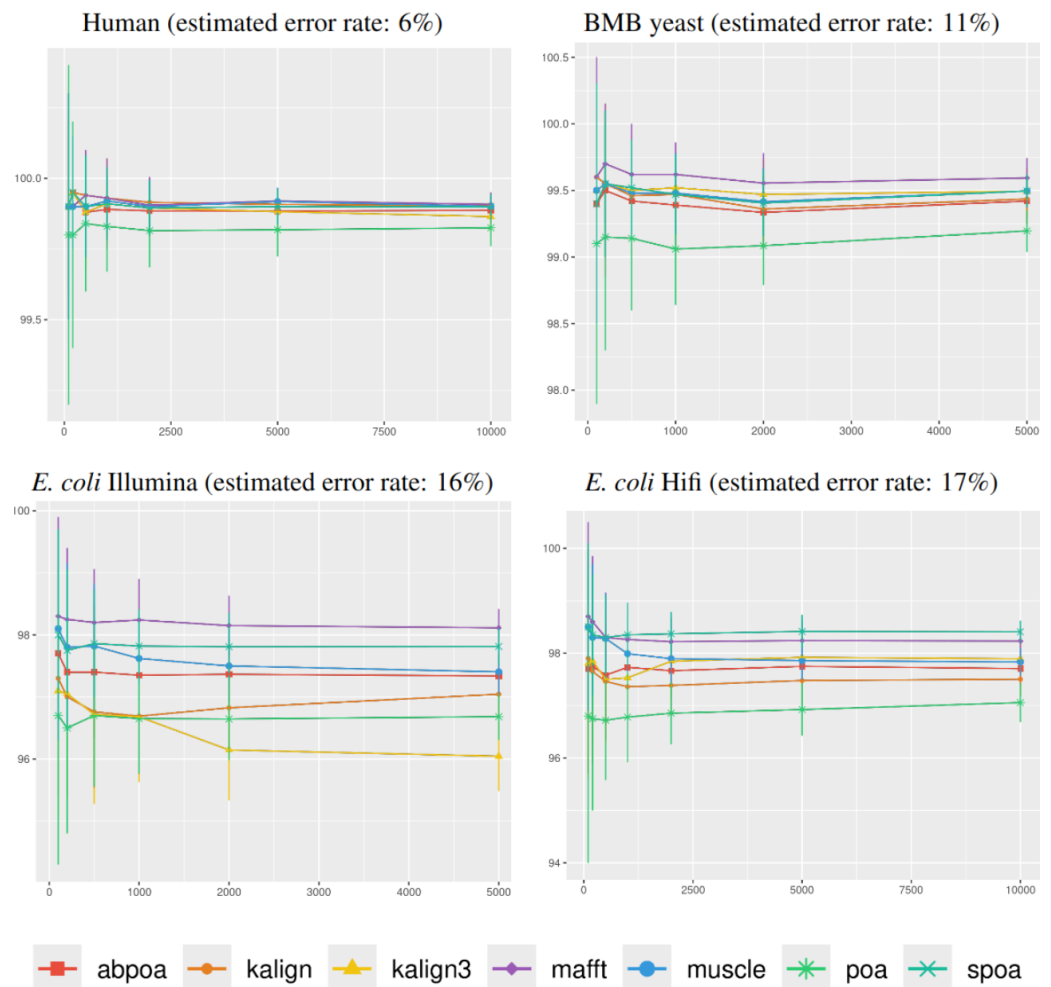 Human (estimated error rate: 6%)
BMB yeast (estimated error rate: 11%)
100.0
99.5
0 2500 5000 7500 10000
100.5
100.0
99.5
99.0
98.5
98.0
0 1000 2000 3000 4000 5000
E. coli Illumina (estimated error rate: 16%)
E. coli Hifi (estimated error rate: 17%)
100
98
96
0 1000 2000 3000 4000 5000
100
98
96
94
0 2500 5000 7500 10000
abpoa kalign kalign3 mafft muscle poa spoa